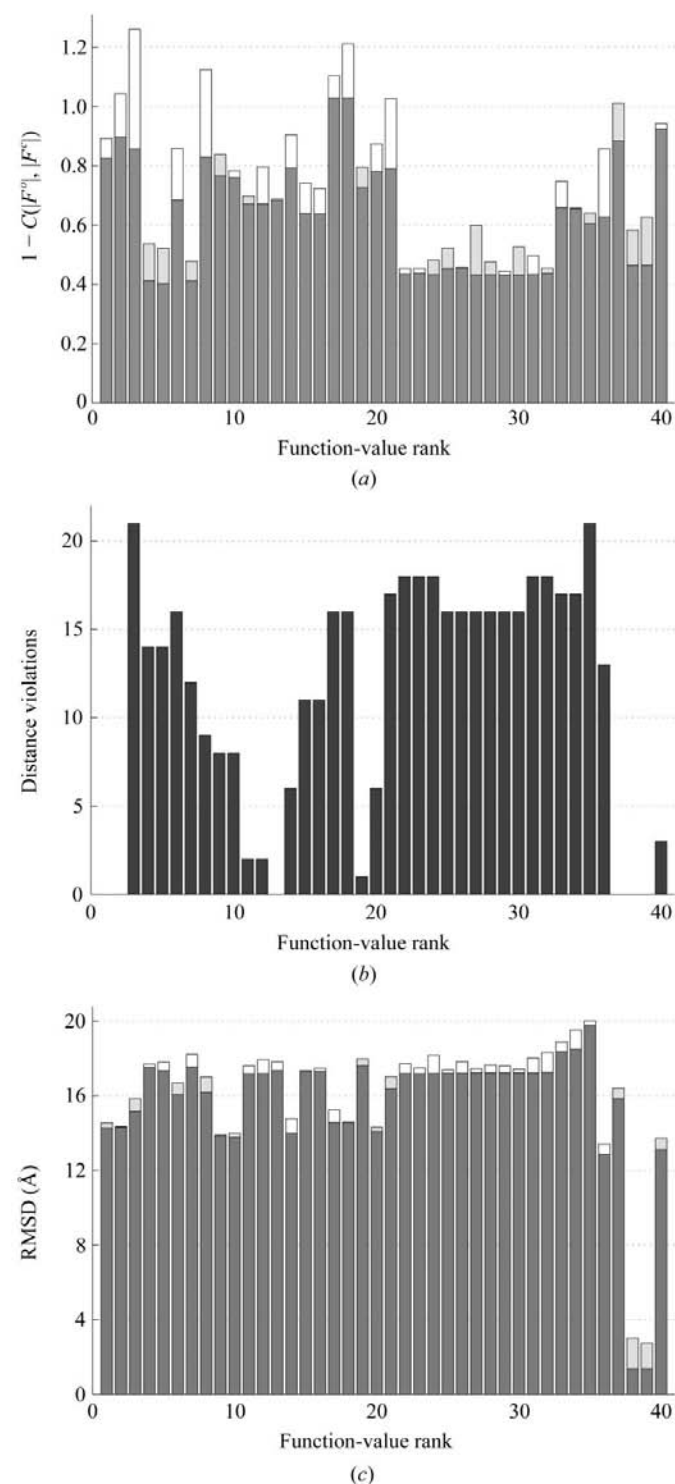 1.2
1.0
0.8
0.6
0.4
0.2
0
1 − C(|Fᵒ|, |Fᶜ|)
0 10 20 30 40
Function-value rank
(a)
20
15
10
5
0
Distance violations
0 10 20 30 40
Function-value rank
(b)
20
16
12
8
4
0
RMSD (Å)
0 10 20 30 40
Function-value rank
(c)